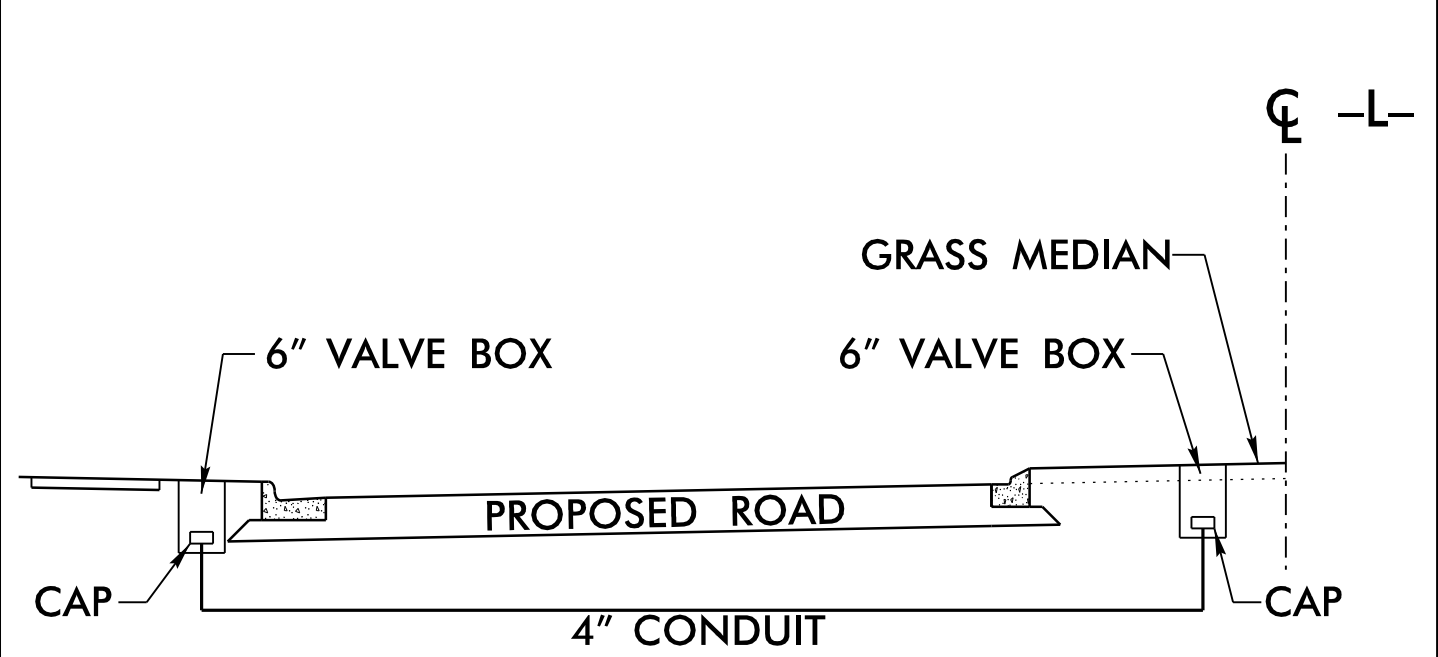 ℄ –L–
GRASS MEDIAN
6″ VALVE BOX
6″ VALVE BOX
PROPOSED ROAD
CAP
CAP
4″ CONDUIT